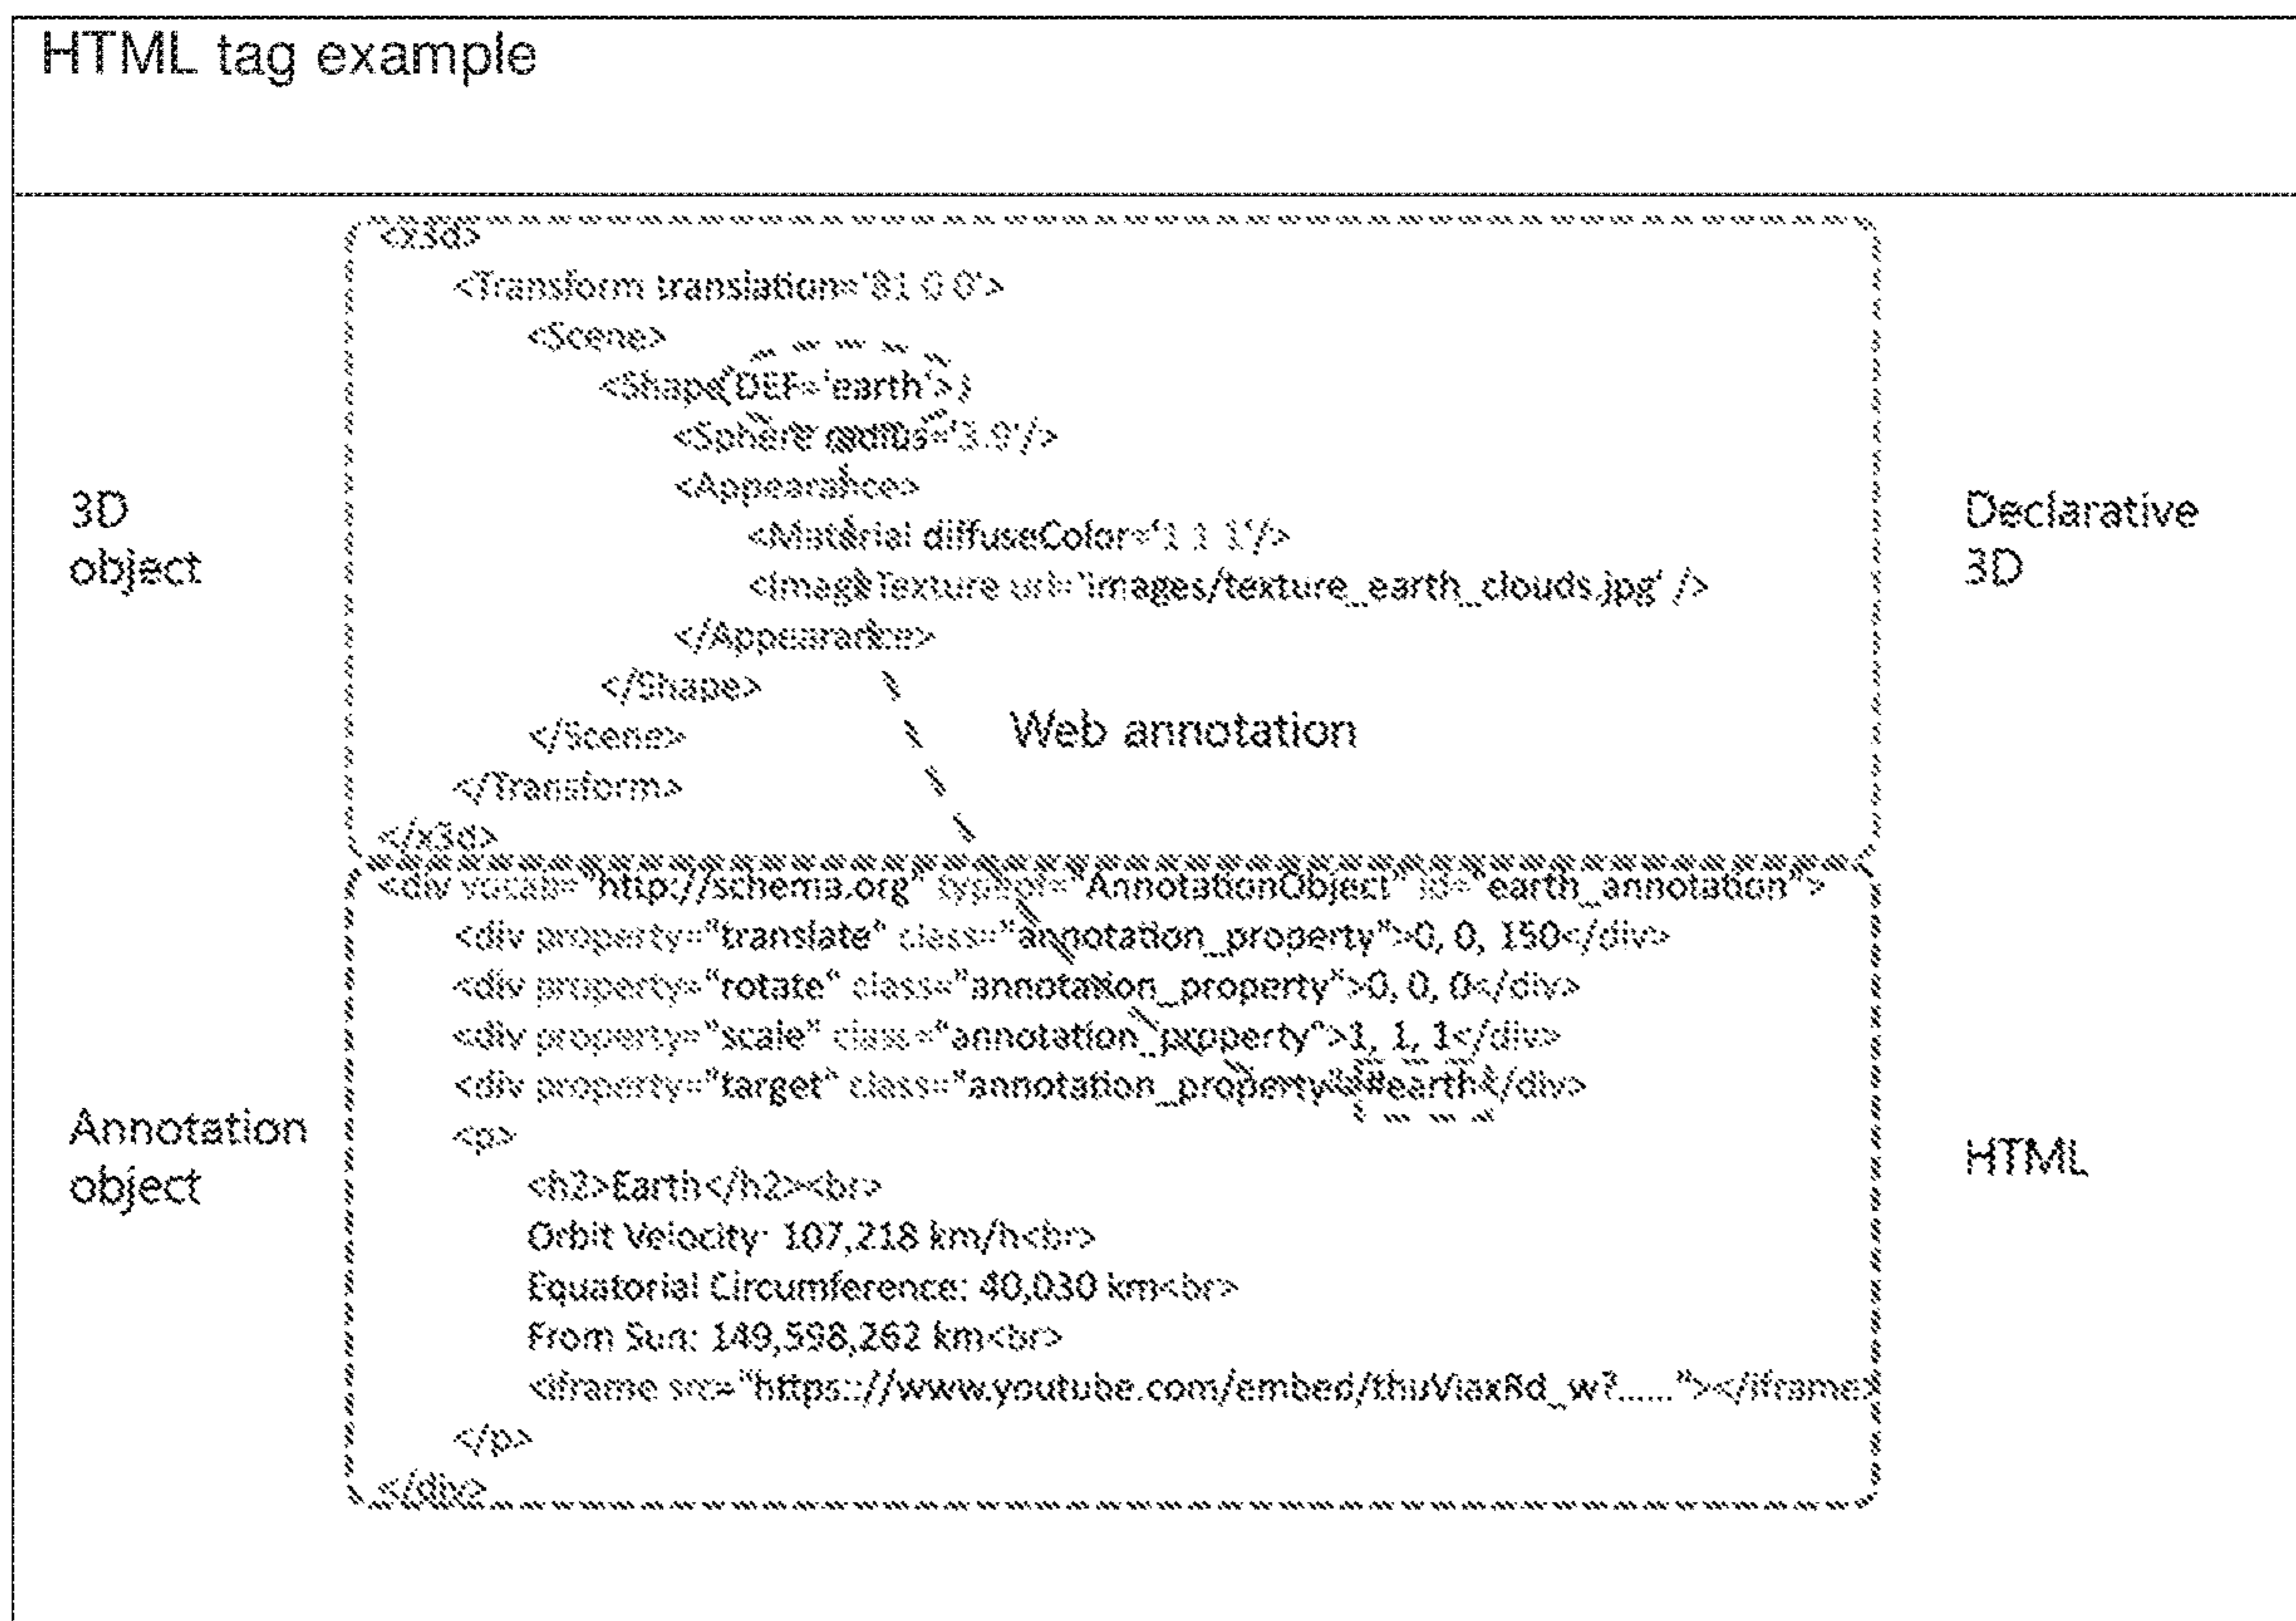 HTML tag example
<x3d>
<Transform translation='81 0 0'>
<Scene>
<Shape DEF='earth'>
<Sphere radius='3.9'/>
<Appearance>
3D
object
<Material diffuseColor='1 1 1'/>
<ImageTexture url='images/texture_earth_clouds.jpg' />
</Appearance>
</Shape>
</Scene>
</Transform>
</x3d>
Declarative
3D
Web annotation
<div vocab="http://schema.org" typeof="AnnotationObject" id="earth_annotation">
<div property="translate" class="annotation_property">0, 0, 150</div>
<div property="rotate" class="annotation_property">0, 0, 0</div>
<div property="scale" class="annotation_property">1, 1, 1</div>
<div property="target" class="annotation_property">#earth</div>
<p>
<h2>Earth</h2><br>
Orbit Velocity: 107,218 km/h<br>
Equatorial Circumference: 40,030 km<br>
From Sun: 149,598,262 km<br>
<iframe src="https:://www.youtube.com/embed/
</p>
</div>
Annotation
object
HTML